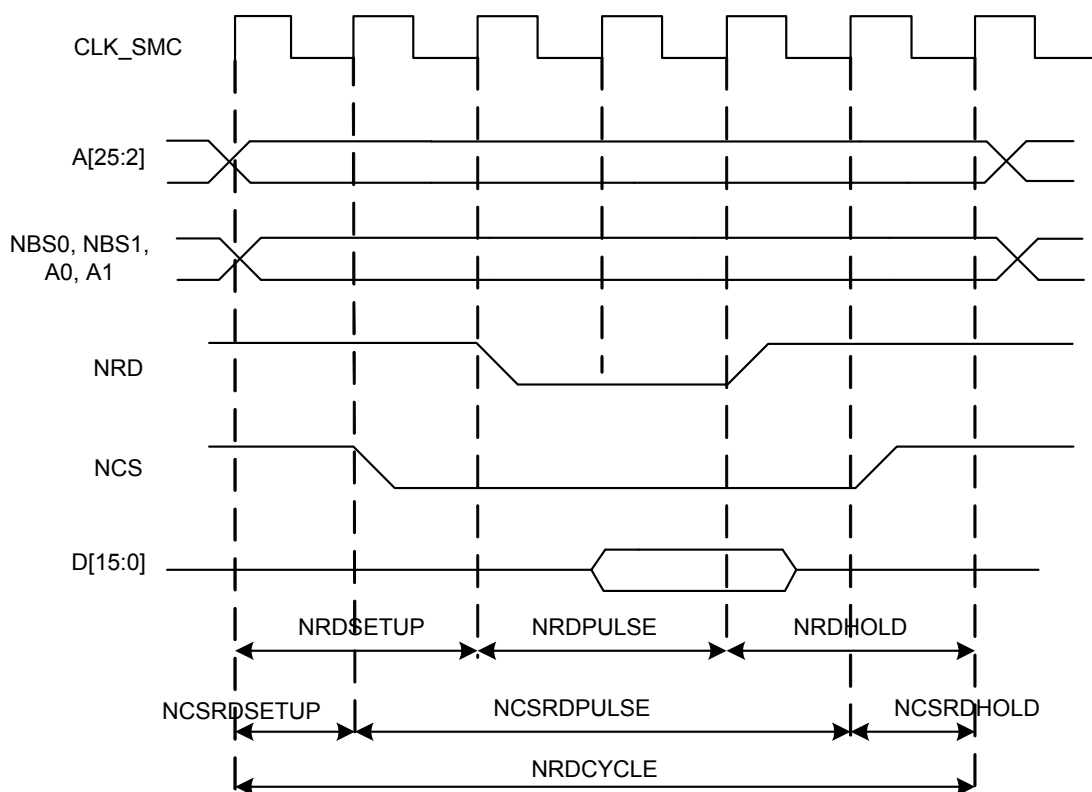 CLK_SMC
A[25:2]
NBS0, NBS1,
A0, A1
NRD
NCS
D[15:0]
NRDSETUP
NRDPULSE
NRDHOLD
NCSRDSETUP
NCSRDPULSE
NCSRDHOLD
NRDCYCLE